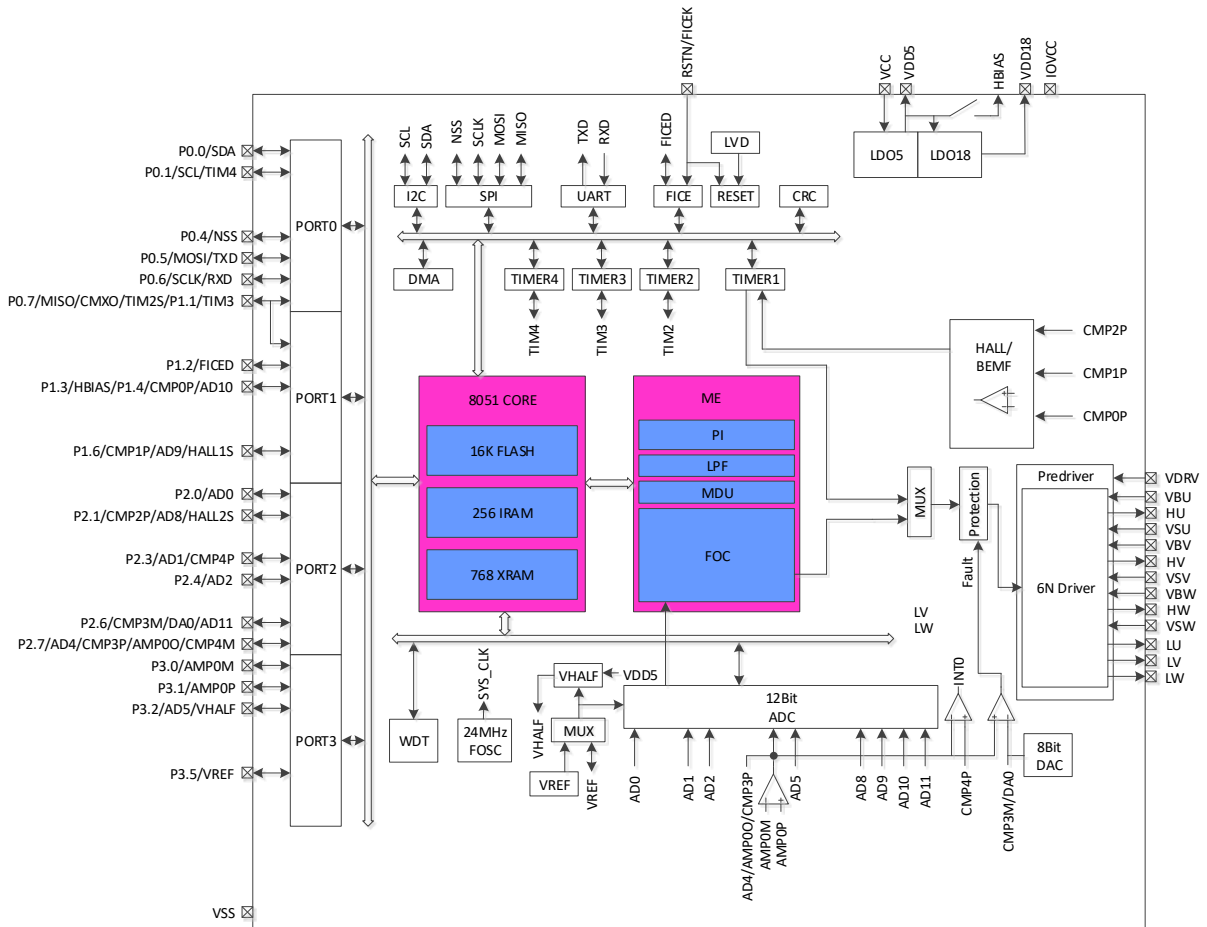 RSTN/FICEK
VCC
VDD5
HBIAS
VDD18
IOVCC
LDO5
LDO18
P0.0/SDA
P0.1/SCL/TIM4
P0.4/NSS
P0.5/MOSI/TXD
P0.6/SCLK/RXD
P0.7/MISO/CMXO/TIM2S/P1.1/TIM3
P1.2/FICED
P1.3/HBIAS/P1.4/CMP0P/AD10
P1.6/CMP1P/AD9/HALL1S
P2.0/AD0
P2.1/CMP2P/AD8/HALL2S
P2.3/AD1/CMP4P
P2.4/AD2
P2.6/CMP3M/DA0/AD11
P2.7/AD4/CMP3P/AMP0O/CMP4M
P3.0/AMP0M
P3.1/AMP0P
P3.2/AD5/VHALF
P3.5/VREF
VSS
PORT0
PORT1
PORT2
PORT3
SCL
SDA
NSS
SCLK
MOSI
MISO
TXD
RXD
FICED
LVD
I2C
SPI
UART
FICE
RESET
CRC
DMA
TIMER4
TIMER3
TIMER2
TIMER1
TIM4
TIM3
TIM2
HALL/
BEMF
CMP2P
CMP1P
CMP0P
8051 CORE
16K FLASH
256 IRAM
768 XRAM
ME
PI
LPF
MDU
FOC
MUX
Protection
Fault
Predriver
6N Driver
VDRV
VBU
HU
VSU
VBV
HV
VSV
VBW
HW
VSW
LU
LV
LW
LV
LW
WDT
SYS_CLK
24MHz
FOSC
VHALF
VDD5
VHALF
MUX
VREF
VREF
12Bit
ADC
INT0
8Bit
DAC
AD0
AD1
AD2
AD4/AMP0O/CMP3P
AMP0M
AMP0P
AD5
AD8
AD9
AD10
AD11
CMP4P
CMP3M/DA0